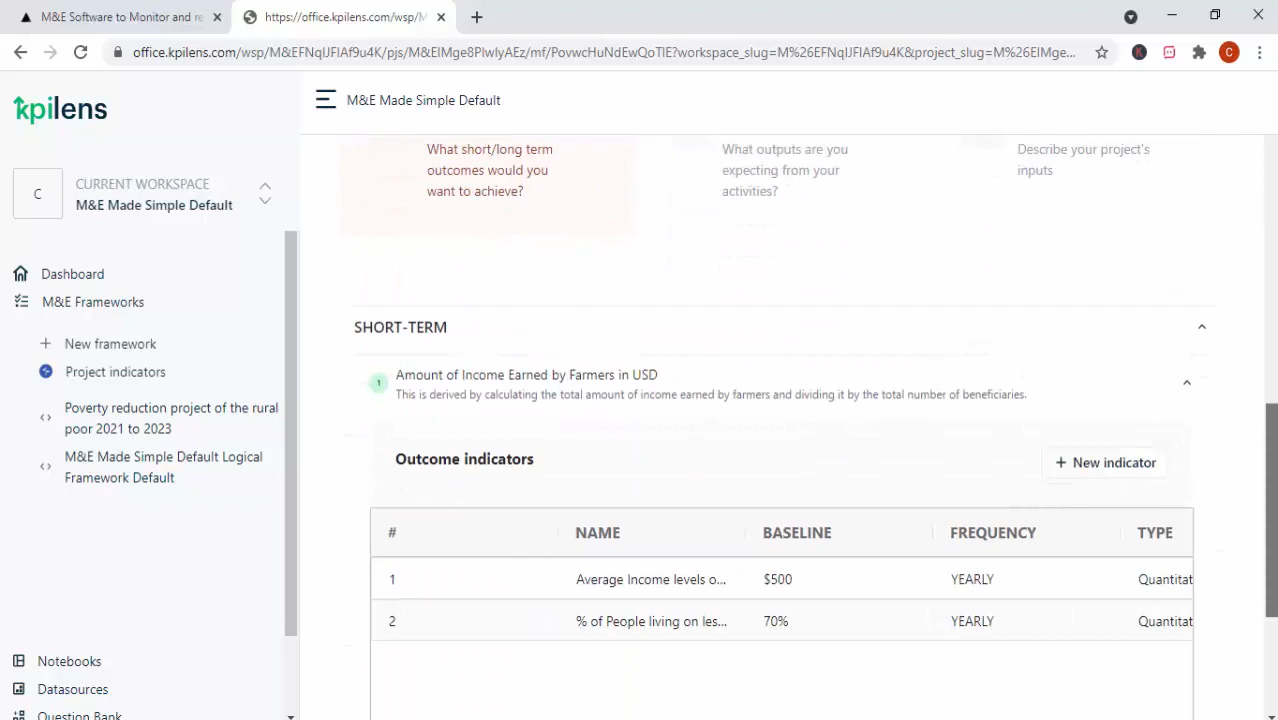 M&E Software to Monitor and re
https://office.kpilens.com/wsp/M
office.kpilens.com/wsp/M&EFNqIJFIAf9u4K/pjs/M&EIMge8PlwlyAEz/mf/PovwcHuNdEwQoTIE?workspace_slug=M%26EFNqIJFIAf9u4K&project_slug=M%26EIMge...
K
C
kpilens
M&E Made Simple Default
C
CURRENT WORKSPACE
M&E Made Simple Default
Dashboard
M&E Frameworks
New framework
Project indicators
Poverty reduction project of the rural
poor 2021 to 2023
M&E Made Simple Default Logical
Framework Default
Notebooks
Datasources
Question Bank
What short/long term
outcomes would you
want to achieve?
What outputs are you
expecting from your
activities?
Describe your project's
inputs
SHORT-TERM
1
Amount of Income Earned by Farmers in USD
This is derived by calculating the total amount of income earned by farmers and dividing it by the total number of beneficiaries.
Outcome indicators
+ New indicator
# NAME BASELINE FREQUENCY TYPE
1 Average Income levels o... $500 YEARLY Quantitat
2 % of People living on les... 70% YEARLY Quantitat